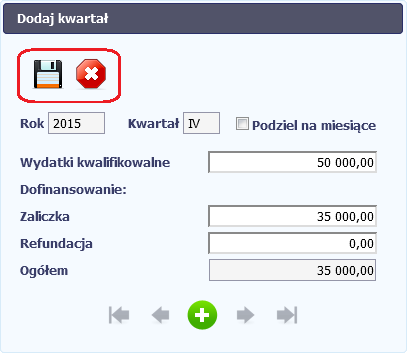 Dodaj kwartał
Rok 2015 Kwartał IV Podziel na miesiące
Wydatki kwalifikowalne 50 000,00
Dofinansowanie:
Zaliczka 35 000,00
Refundacja 0,00
Ogółem 35 000,00